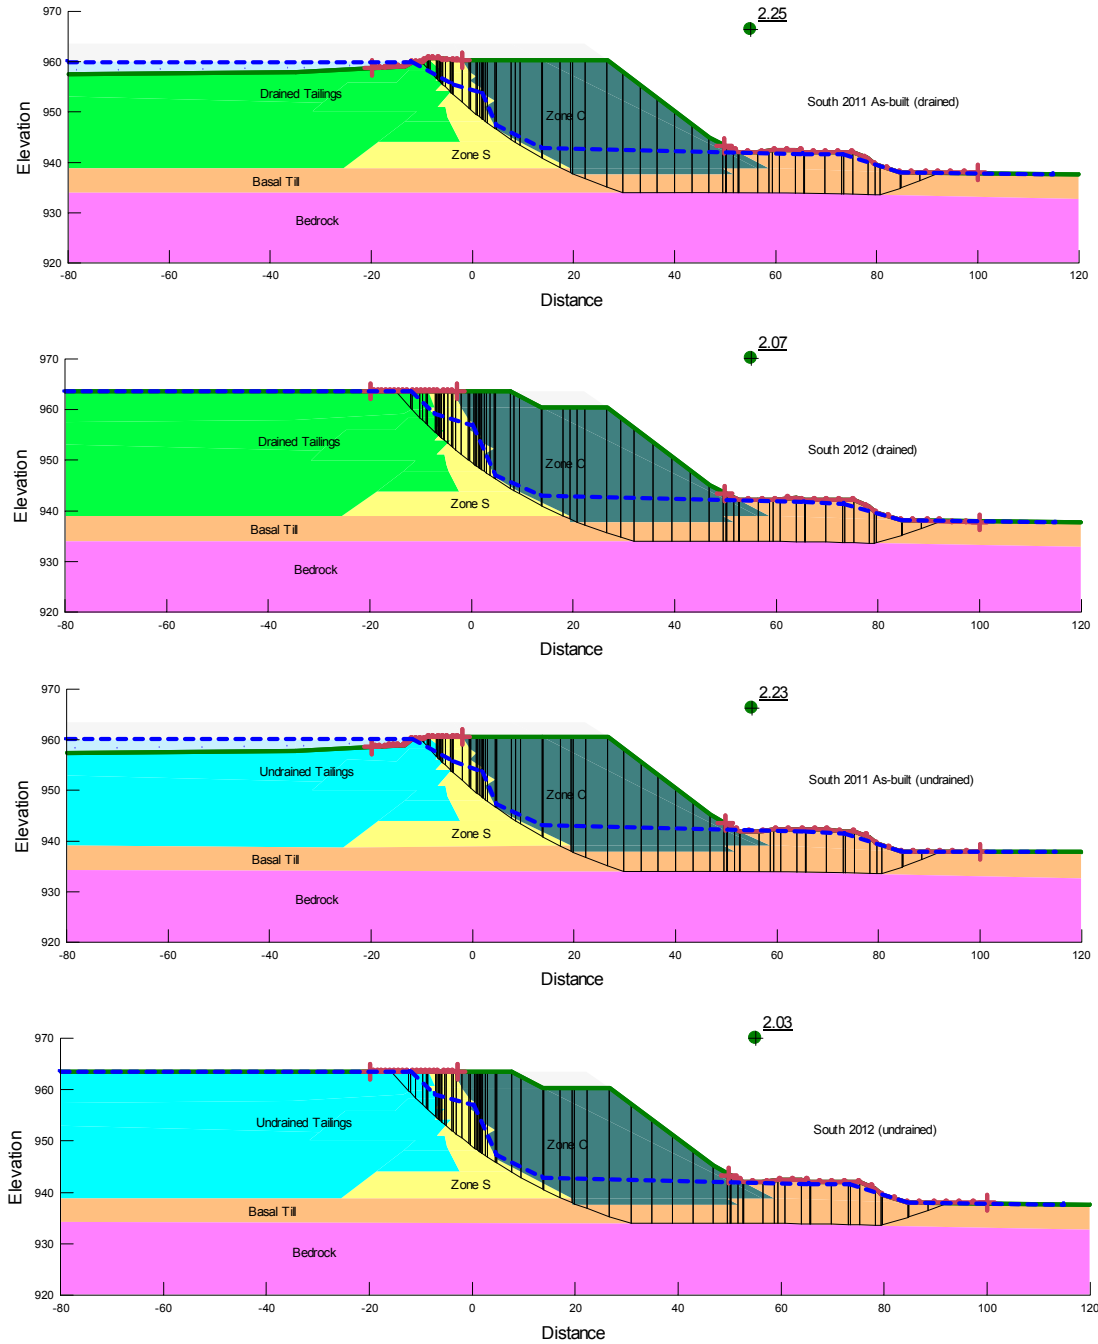 970
2.25
960
Drained Tailings
South 2011 As-built (drained)
950
Zone C
Elevation
940
Zone S
Basal Till
930
Bedrock
920
-80 -60 -40 -20 0 20 40 60 80 100 120
Distance
2.07
970
960
Drained Tailings
South 2012 (drained)
950
Zone C
Elevation
940
Zone S
Basal Till
930
Bedrock
920
-80 -60 -40 -20 0 20 40 60 80 100 120
Distance
970
2.23
960
Undrained Tailings
South 2011 As-built (undrained)
950
Zone C
Elevation
940
Zone S
Basal Till
930
Bedrock
920
-80 -60 -40 -20 0 20 40 60 80 100 120
Distance
2.03
970
960
Undrained Tailings
South 2012 (undrained)
950
Zone C
Elevation
940
Zone S
Basal Till
930
Bedrock
920
-80 -60 -40 -20 0 20 40 60 80 100 120
Distance